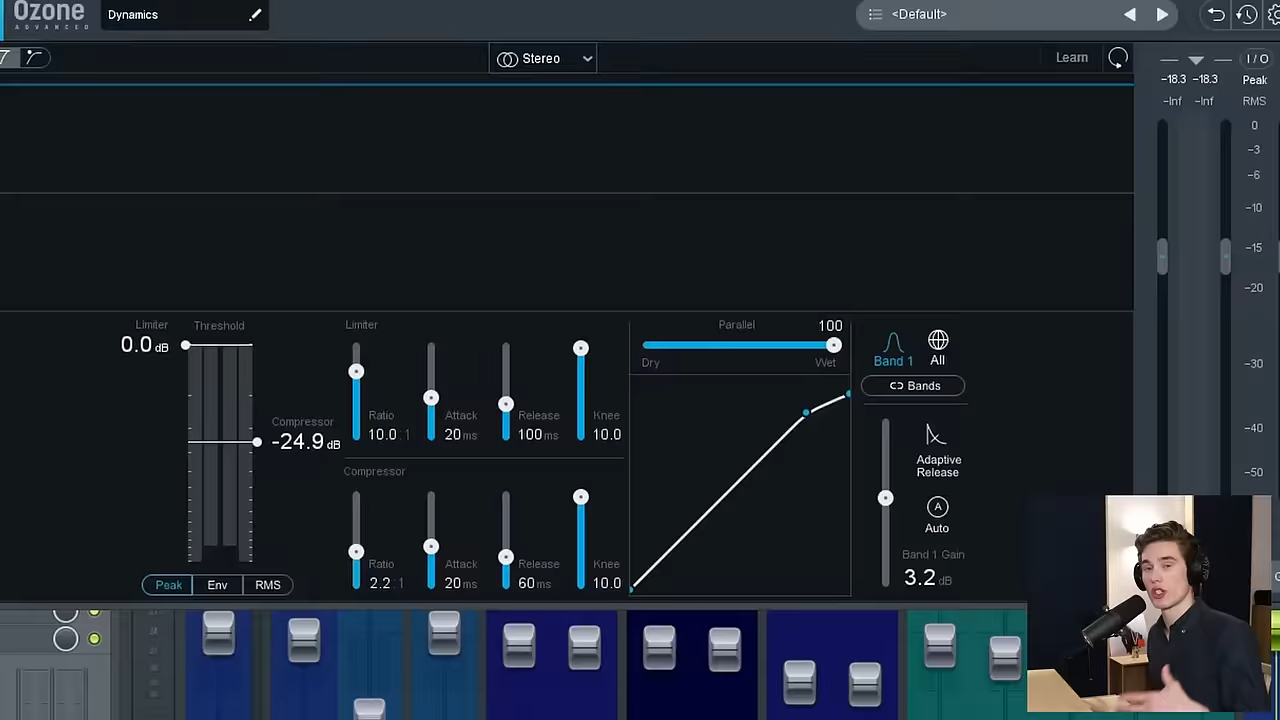 Ozone
ADVANCED
Dynamics
<Default>
Stereo
Learn
I / O
-18.3 -18.3 Peak
-Inf -Inf RMS
0
-3
-6
-10
-15
-20
-30
-40
-50
Limiter
0.0 dB
Threshold
Compressor
-24.9 dB
Peak Env RMS
Limiter
Ratio
10.0:1
Attack
20 ms
Release
100 ms
Knee
10.0
Compressor
Ratio
2.2:1
Attack
20 ms
Release
60 ms
Knee
10.0
Parallel 100
Dry Wet
Band 1 All
Bands
Adaptive
Release
A
Auto
Band 1 Gain
3.2 dB